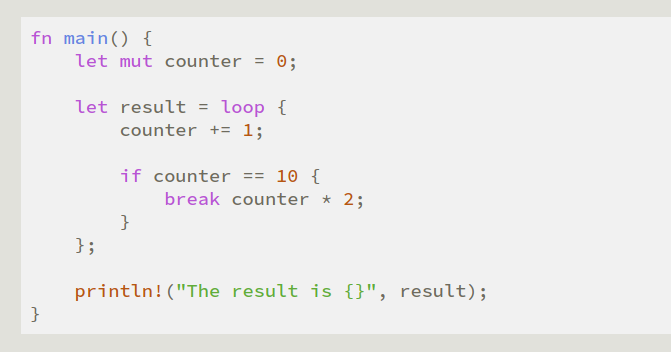 fn main() {
    let mut counter = 0;

    let result = loop {
        counter += 1;

        if counter == 10 {
            break counter * 2;
        }
    };

    println!("The result is {}", result);
}